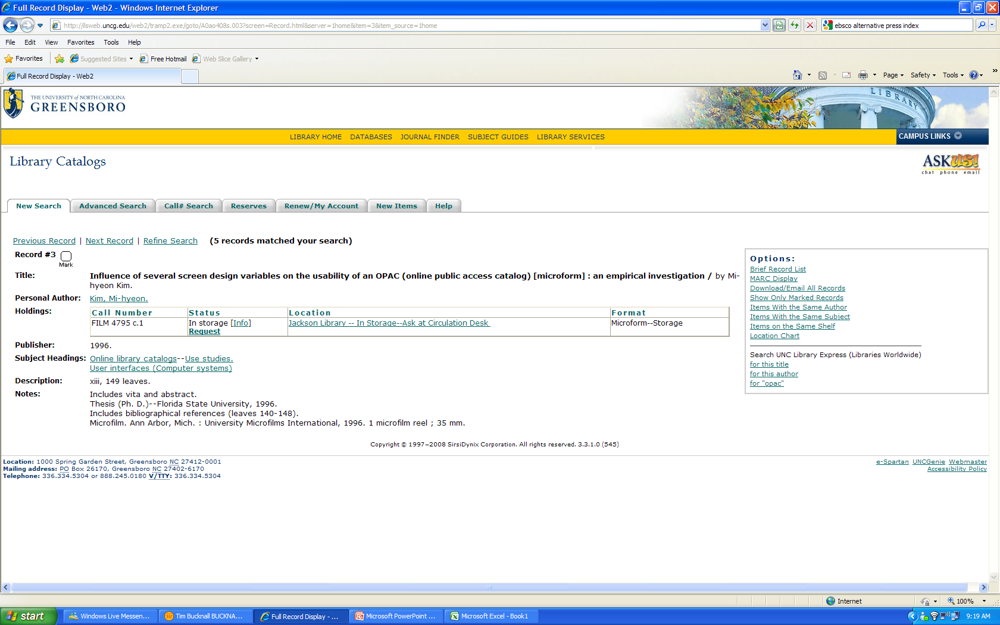 Full Record Display - Web2 - Windows Internet Explorer
http://ilsweb.uncg.edu/web2/tramp2.exe/goto/A0ao408s.003?screen=Record.html&server=1home&item=3&item_source=1home
ebsco alternative press index
File Edit View Favorites Tools Help
Favorites Suggested Sites Free Hotmail Web Slice Gallery
Full Record Display - Web2
Page Safety Tools
THE UNIVERSITY of NORTH CAROLINA
GREENSBORO
LIBRARY
LIBRARY HOME DATABASES JOURNAL FINDER SUBJECT GUIDES LIBRARY SERVICES CAMPUS LINKS
Library Catalogs
ASK US!
chat phone email
New Search Advanced Search Call# Search Reserves Renew/My Account New Items Help
Previous Record | Next Record | Refine Search (5 records matched your search)
Record #3
Mark
Title: Influence of several screen design variables on the usability of an OPAC (online public access catalog) [microform] : an empirical investigation / by Mi-
hyeon Kim.
Personal Author: Kim, Mi-hyeon.
Holdings: Call Number Status Location Format
FILM 4795 c.1 In storage [Info] Jackson Library -- In Storage--Ask at Circulation Desk Microform--Storage
Request
Publisher: 1996.
Subject Headings: Online library catalogs--Use studies.
User interfaces (Computer systems)
Description: xiii, 149 leaves.
Notes: Includes vita and abstract.
Thesis (Ph. D.)--Florida State University, 1996.
Includes bibliographical references (leaves 140-148).
Microfilm. Ann Arbor, Mich. : University Microfilms International, 1996. 1 microfilm reel ; 35 mm.
Options:
Brief Record List
MARC Display
Download/Email All Records
Show Only Marked Records
Items With the Same Author
Items With the Same Subject
Items on the Same Shelf
Location Chart
Search UNC Library Express (Libraries Worldwide)
for this title
for this author
for "opac"
Copyright © 1997-2008 SirsiDynix Corporation. All rights reserved. 3.3.1.0 (545)
Location: 1000 Spring Garden Street, Greensboro NC 27412-0001
Mailing address: PO Box 26170, Greensboro NC 27402-6170
Telephone: 336.334.5304 or 888.245.0180 V/TTY: 336.334.5304
e-Spartan UNCGenie Webmaster
Accessibility Policy
Internet 100%
start Windows Live Messen... Tim Bucknall BUCKNA... Full Record Display - ... Microsoft PowerPoint ... Microsoft Excel - Book1 9:19 AM